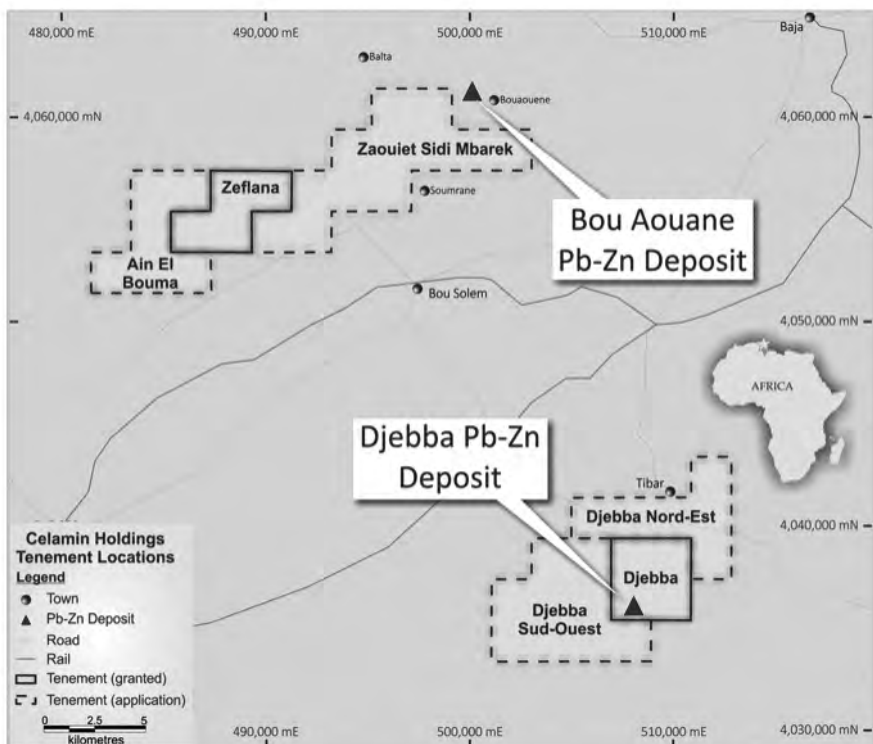 480,000 mE
490,000 mE
500,000 mE
510,000 mE
Baja
Balta
Bouaouene
4,060,000 mN
4,060,000 mN
Zaouiet Sidi Mbarek
Zeflana
Soumrane
Bou Aouane
Pb-Zn Deposit
Ain El
Bouma
Bou Solem
4,050,000 mN
AFRICA
Djebba Pb-Zn
Deposit
Tibar
Djebba Nord-Est
4,040,000 mN
Djebba
Djebba
Sud-Ouest
Celamin Holdings
Tenement Locations
Legend
Town
Pb-Zn Deposit
Road
Rail
Tenement (granted)
Tenement (application)
0 2.5 5
kilometres
490,000 mE
500,000 mE
510,000 mE
4,030,000 mN